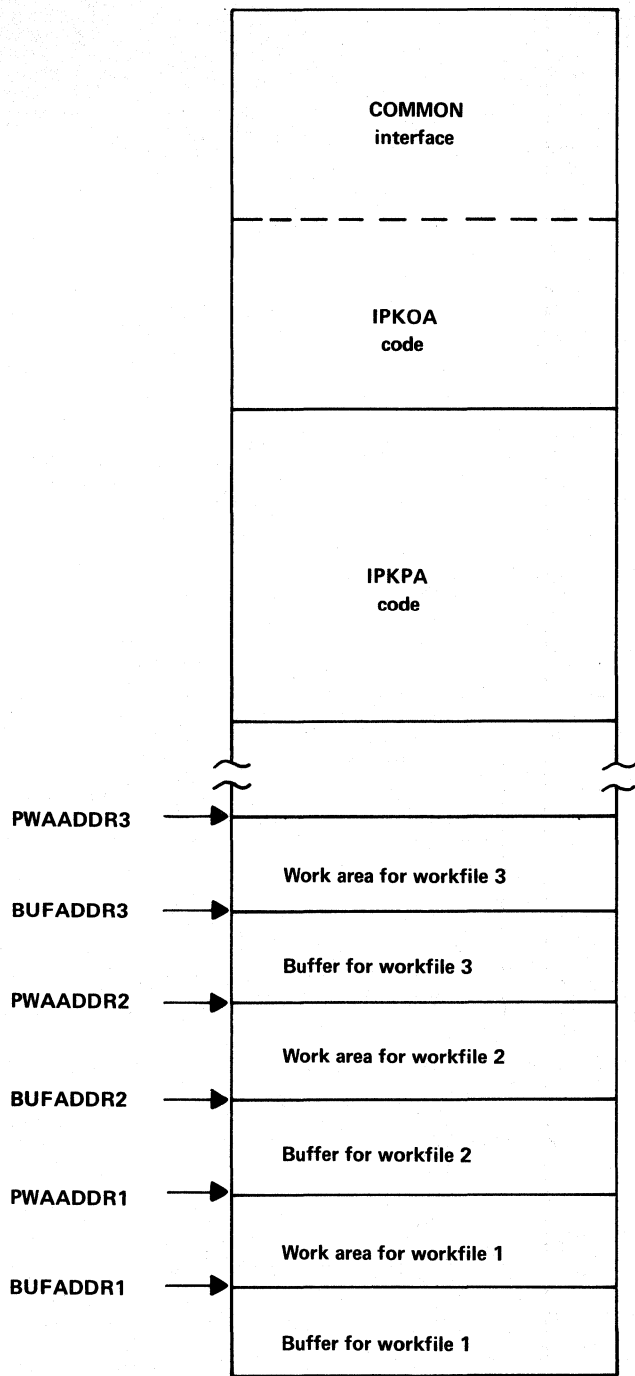 COMMON
interface
IPKOA
code
IPKPA
code
PWAADDR3
Work area for workfile 3
BUFADDR3
Buffer for workfile 3
PWAADDR2
Work area for workfile 2
BUFADDR2
Buffer for workfile 2
PWAADDR1
Work area for workfile 1
BUFADDR1
Buffer for workfile 1